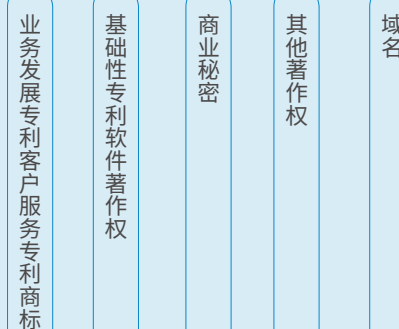 业务发展专利客户服务专利商标
基础性专利软件著作权
商业秘密
其他著作权
域名